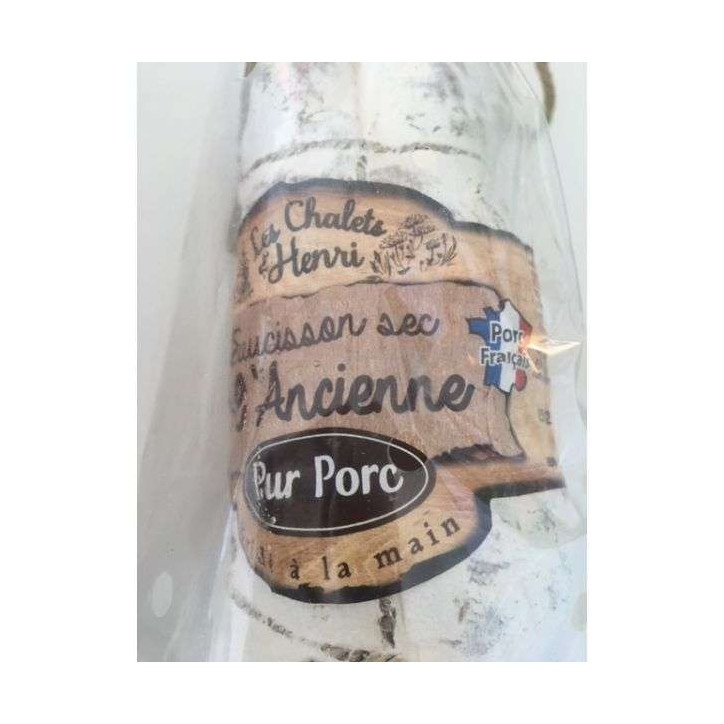 Les Chalets
d'Henri
Saucisson sec
l'Ancienne
Porc
Français
Pur Porc
à la main